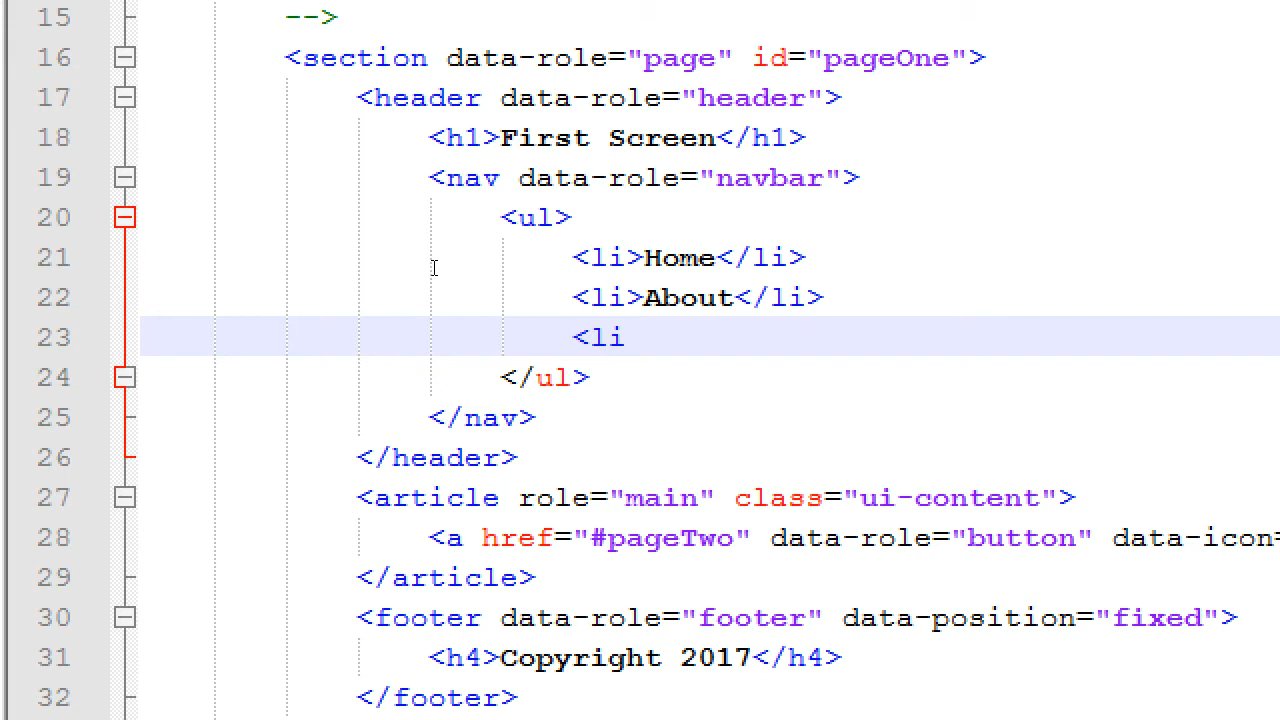 15 -->
16 <section data-role="page" id="pageOne">
17 <header data-role="header">
18 <h1>First Screen</h1>
19 <nav data-role="navbar">
20 <ul>
21 <li>Home</li>
22 <li>About</li>
23 <li
24 </ul>
25 </nav>
26 </header>
27 <article role="main" class="ui-content">
28 <a href="#pageTwo" data-role="button" data-icon=
29 </article>
30 <footer data-role="footer" data-position="fixed">
31 <h4>Copyright 2017</h4>
32 </footer>